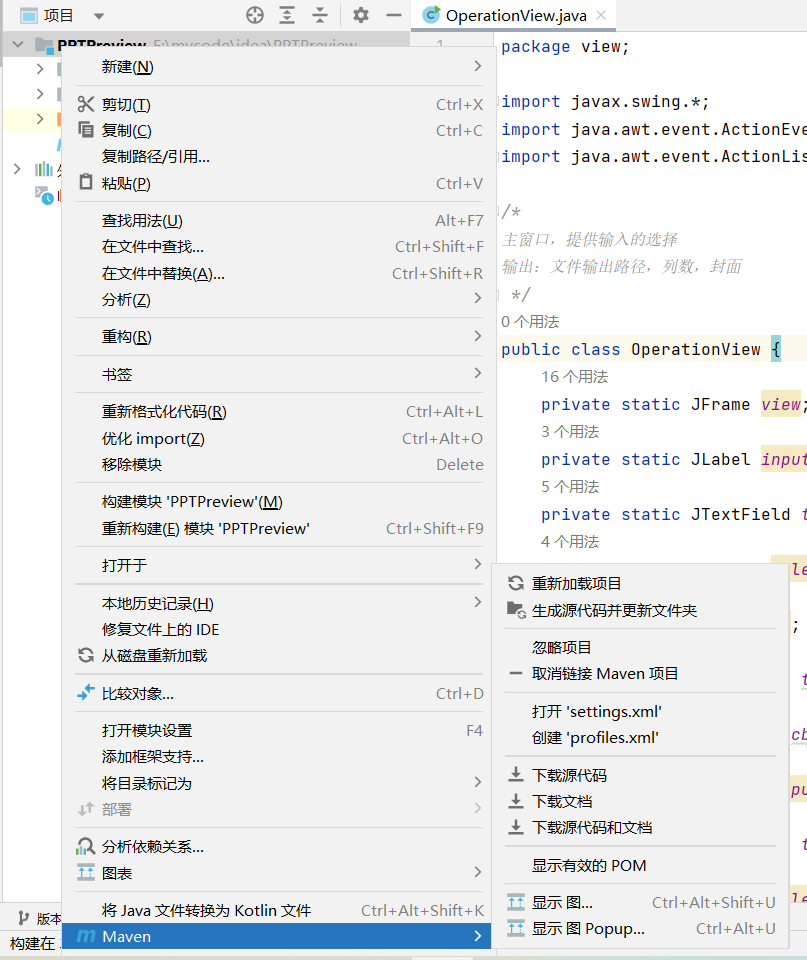 项目
OperationView.java
PPTPreview E:\mycode\idea\PPTPreview
1
package view;
import javax.swing.*;
import java.awt.event.ActionEve
import java.awt.event.ActionLis
/*
主窗口，提供输入的选择
输出：文件输出路径，列数，封面
*/
0 个用法
public class OperationView {
16 个用法
private static JFrame view;
3 个用法
private static JLabel input
5 个用法
private static JTextField t
4 个用法
le
;
t
cb
pu
t
le
新建(N)
剪切(T) Ctrl+X
复制(C) Ctrl+C
复制路径/引用...
粘贴(P) Ctrl+V
查找用法(U) Alt+F7
在文件中查找... Ctrl+Shift+F
在文件中替换(A)... Ctrl+Shift+R
分析(Z)
重构(R)
书签
重新格式化代码(R) Ctrl+Alt+L
优化 import(Z) Ctrl+Alt+O
移除模块 Delete
构建模块 'PPTPreview'(M)
重新构建(E) 模块 'PPTPreview' Ctrl+Shift+F9
打开于
本地历史记录(H)
修复文件上的 IDE
从磁盘重新加载
比较对象... Ctrl+D
打开模块设置 F4
添加框架支持...
将目录标记为
部署
分析依赖关系...
图表
将 Java 文件转换为 Kotlin 文件 Ctrl+Alt+Shift+K
Maven
重新加载项目
生成源代码并更新文件夹
忽略项目
取消链接 Maven 项目
打开 'settings.xml'
创建 'profiles.xml'
下载源代码
下载文档
下载源代码和文档
显示有效的 POM
显示 图... Ctrl+Alt+Shift+U
显示 图 Popup... Ctrl+Alt+U
版本
构建在